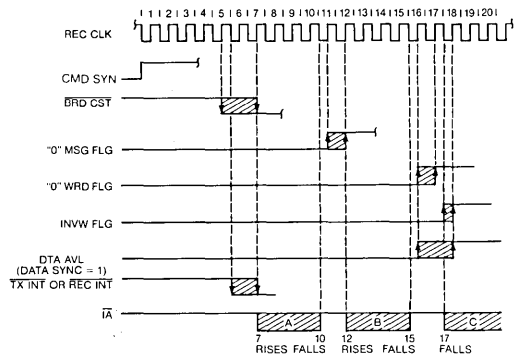 1 2 3 4 5 6 7 8 9 10 11 12 13 14 15 16 17 18 19 20
REC CLK
CMD SYN
BRD CST
"0" MSG FLG
"0" WRD FLG
INVW FLG
DTA AVL
(DATA SYNC = 1)
TX INT OR REC INT
IA
A B C
7 10 12 15 17
RISES FALLS RISES FALLS FALLS